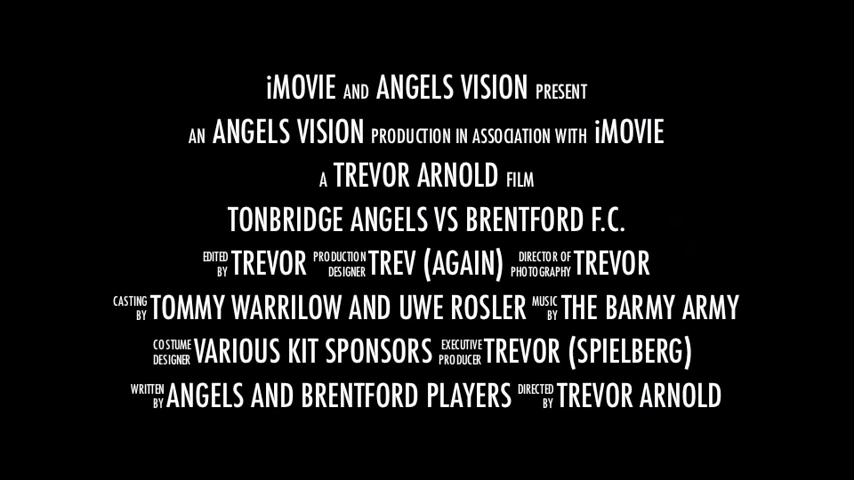 iMOVIE AND ANGELS VISION PRESENT
AN ANGELS VISION PRODUCTION IN ASSOCIATION WITH iMOVIE
A TREVOR ARNOLD FILM
TONBRIDGE ANGELS VS BRENTFORD F.C.
EDITED BY TREVOR PRODUCTION DESIGNER TREV (AGAIN) DIRECTOR OF PHOTOGRAPHY TREVOR
CASTING BY TOMMY WARRILOW AND UWE ROSLER MUSIC BY THE BARMY ARMY
COSTUME DESIGNER VARIOUS KIT SPONSORS EXECUTIVE PRODUCER TREVOR (SPIELBERG)
WRITTEN BY ANGELS AND BRENTFORD PLAYERS DIRECTED BY TREVOR ARNOLD